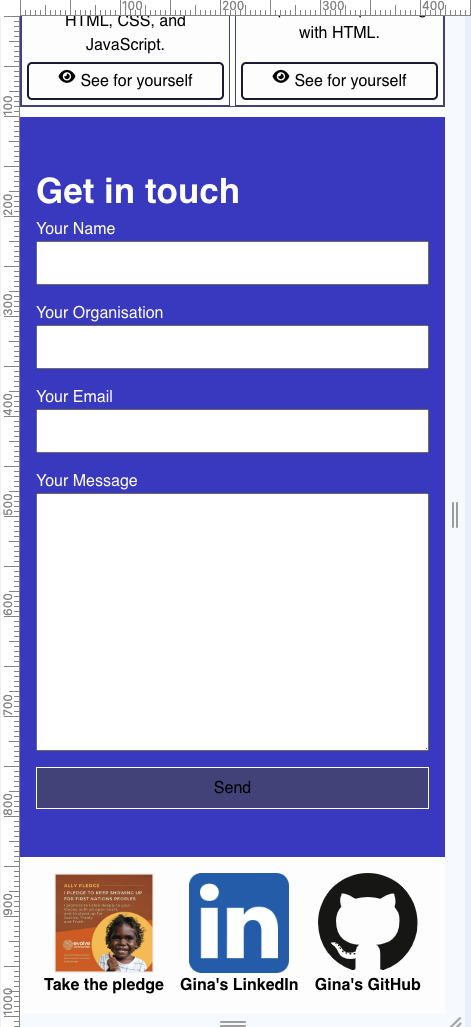 100
200
300
400
HTML, CSS, and
JavaScript.
with HTML.
See for yourself
See for yourself
100
Get in touch
200
Your Name
Your Organisation
300
Your Email
400
Your Message
500
600
700
Send
800
ALLY PLEDGE
I PLEDGE TO KEEP SHOWING UP
FOR FIRST NATIONS PEOPLES
evolve
900
in
Take the pledge
Gina's LinkedIn
Gina's GitHub
1000